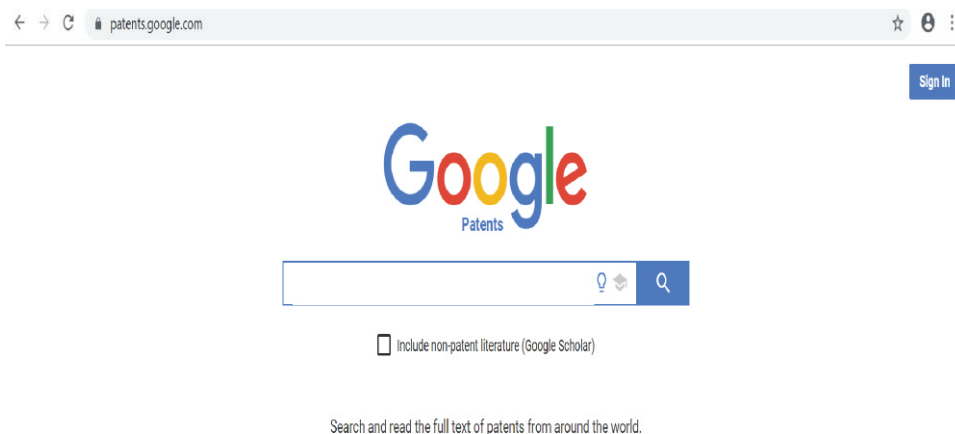 patents.google.com
Sign In
Google
Patents
Include non-patent literature (Google Scholar)
Search and read the full text of patents from around the world.